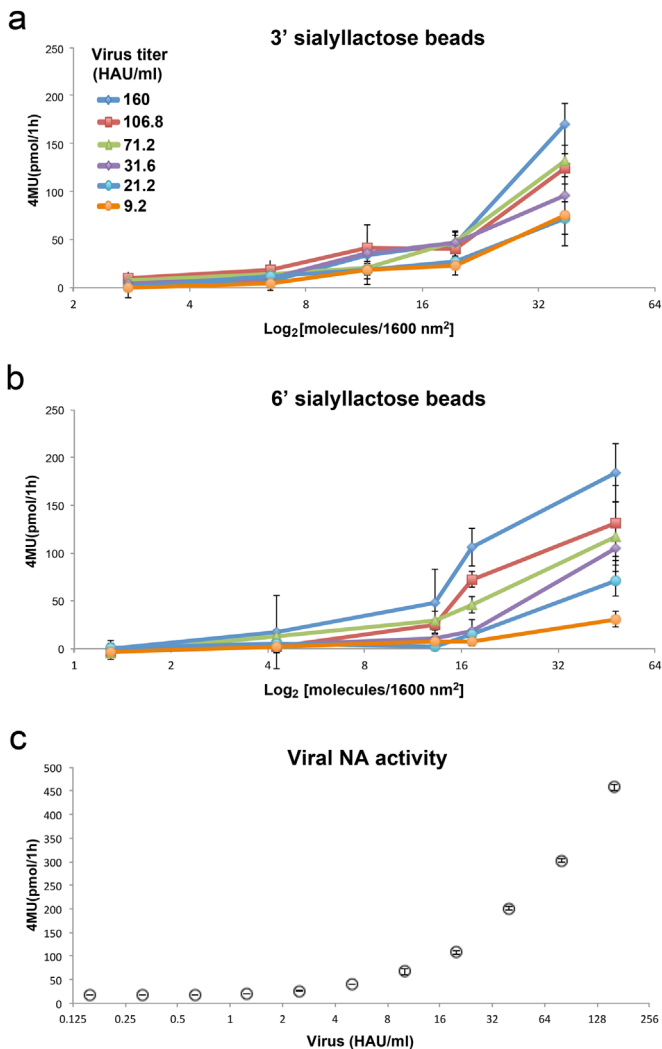 a
3’ sialyllactose beads
250
200
150
100
50
0
4MU(pmol/1h)
Virus titer
(HAU/ml)
160
106.8
71.2
31.6
21.2
9.2
2 4 8 16 32 64
Log2[molecules/1600 nm2]
b
6’ sialyllactose beads
250
200
150
100
50
0
4MU(pmol/1h)
1 2 4 8 16 32 64
Log2 [molecules/1600 nm2]
c
Viral NA activity
500
450
400
350
300
250
200
150
100
50
0
4MU(pmol/1h)
0.125 0.25 0.5 1 2 4 8 16 32 64 128 256
Virus (HAU/ml)